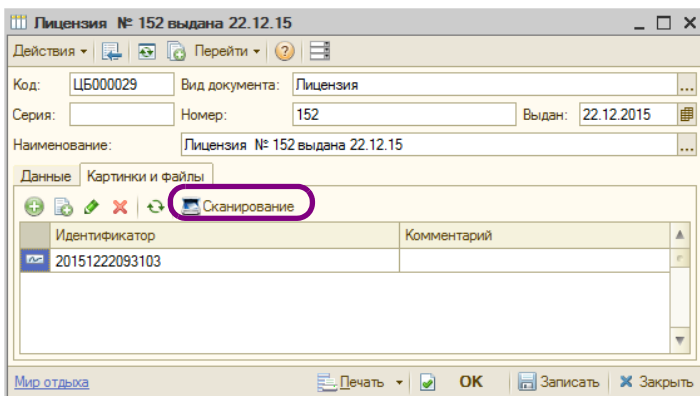 Лицензия № 152 выдана 22.12.15
Действия Перейти
Код: ЦБ000029 Вид документа: Лицензия ...
Серия: Номер: 152 Выдан: 22.12.2015
Наименование: Лицензия № 152 выдана 22.12.15 ...
Данные Картинки и файлы
Сканирование
Идентификатор Комментарий
20151222093103
Мир отдыха Печать OK Записать Закрыть